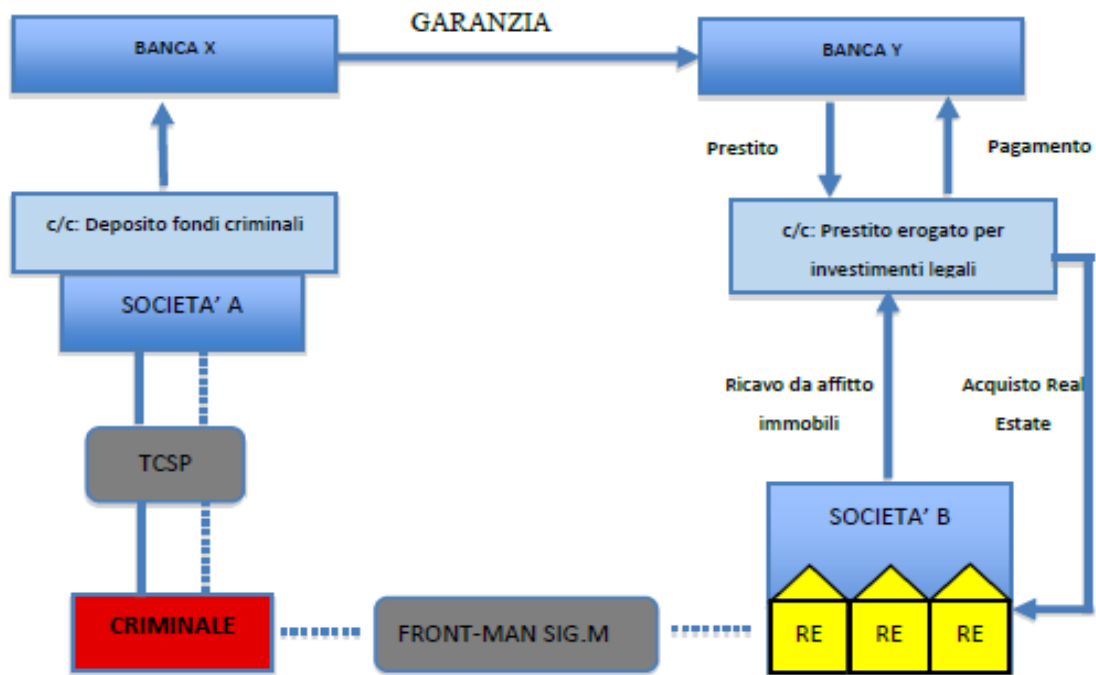 GARANZIA
BANCA X
BANCA Y
Prestito
Pagamento
c/c: Deposito fondi criminali
c/c: Prestito erogato per
investimenti legali
SOCIETA’ A
Ricavo da affitto
immobili
Acquisto Real
Estate
TCSP
SOCIETA’ B
CRIMINALE
FRONT-MAN SIG.M
RE
RE
RE